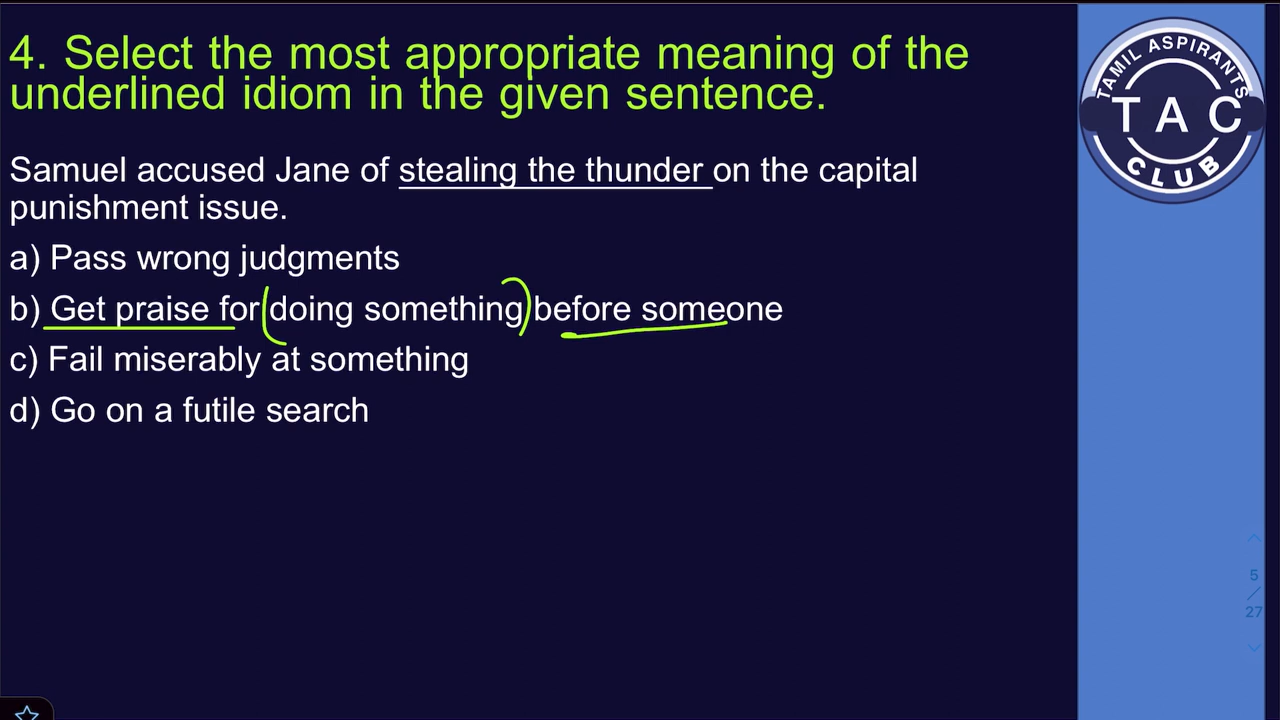 4. Select the most appropriate meaning of the
underlined idiom in the given sentence.
Samuel accused Jane of stealing the thunder on the capital
punishment issue.
a) Pass wrong judgments
b) Get praise for doing something before someone
c) Fail miserably at something
d) Go on a futile search
TAMIL ASPIRANTS
TAC
CLUB
5
/
27